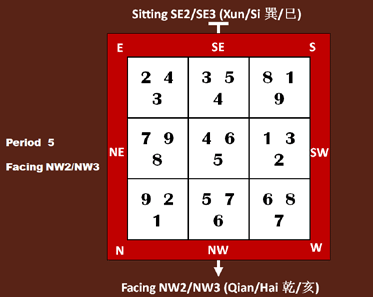 Sitting SE2/SE3 (Xun/Si 巽/巳)
E SE S
2 4 3 5 8 1
3 4 9
Period 5
7 9 4 6 1 3
NE SW
8 5 2
Facing NW2/NW3
9 2 5 7 6 8
1 6 7
N NW W
Facing NW2/NW3 (Qian/Hai 乾/亥)